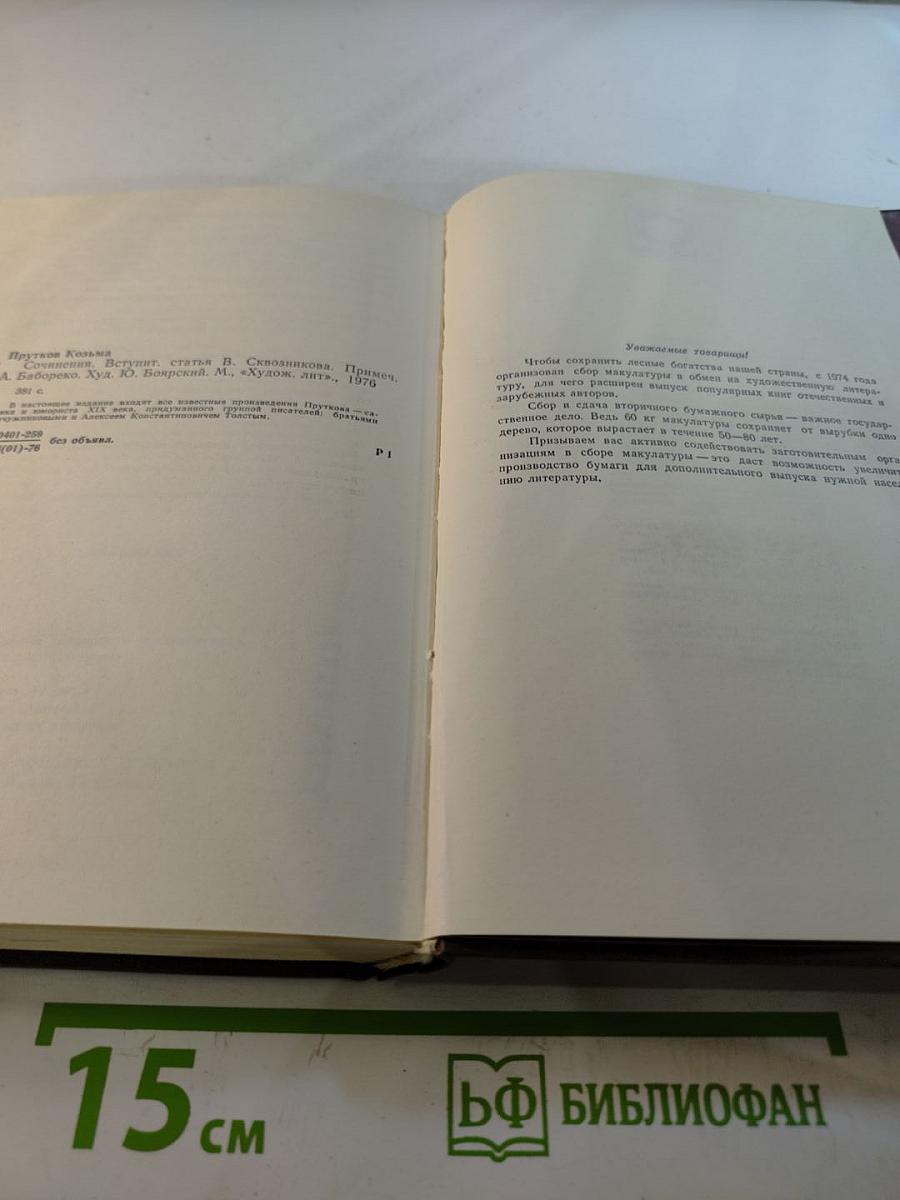 Прутков Козьма
Сочинения. Вступит. статья В. Сквозникова. Примеч.
А. Бабореко. Худ. Ю. Боярский. М., «Худож. лит»., 1976
381 с.
В настоящее издание входят все известные произведения Пруткова — са-
и юмориста XIX века, придуманного группой писателей: братьями
и Алексеем Константиновичем Толстым.
0401-259
(01)-76
без объявл.
Р 1
Уважаемые товарищи!
Чтобы сохранить лесные богатства нашей страны, с 1974 года
организован сбор макулатуры в обмен на художественную литера-
туру, для чего расширен выпуск популярных книг отечественных и
зарубежных авторов.
Сбор и сдача вторичного бумажного сырья — важное государ-
ственное дело. Ведь 60 кг макулатуры сохраняет от вырубки одно
дерево, которое вырастает в течение 50—80 лет.
Призываем вас активно содействовать заготовительным орга
низациям в сборе макулатуры — это даст возможность увеличит
производство бумаги для дополнительного выпуска нужной насел
нию литературы.
15 см
ЬФ БИБЛИОФАН